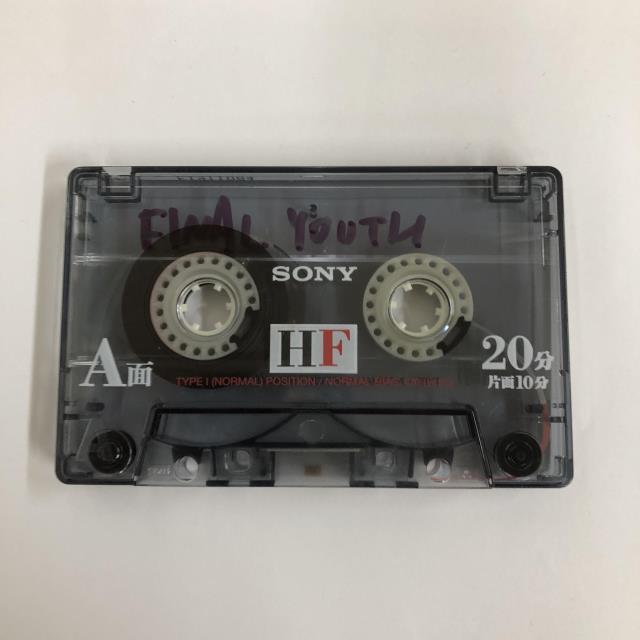 FINAL YOUTH
SONY
HF
A面
20分
片面10分
TYPE I (NORMAL) POSITION / NORMAL BIAS